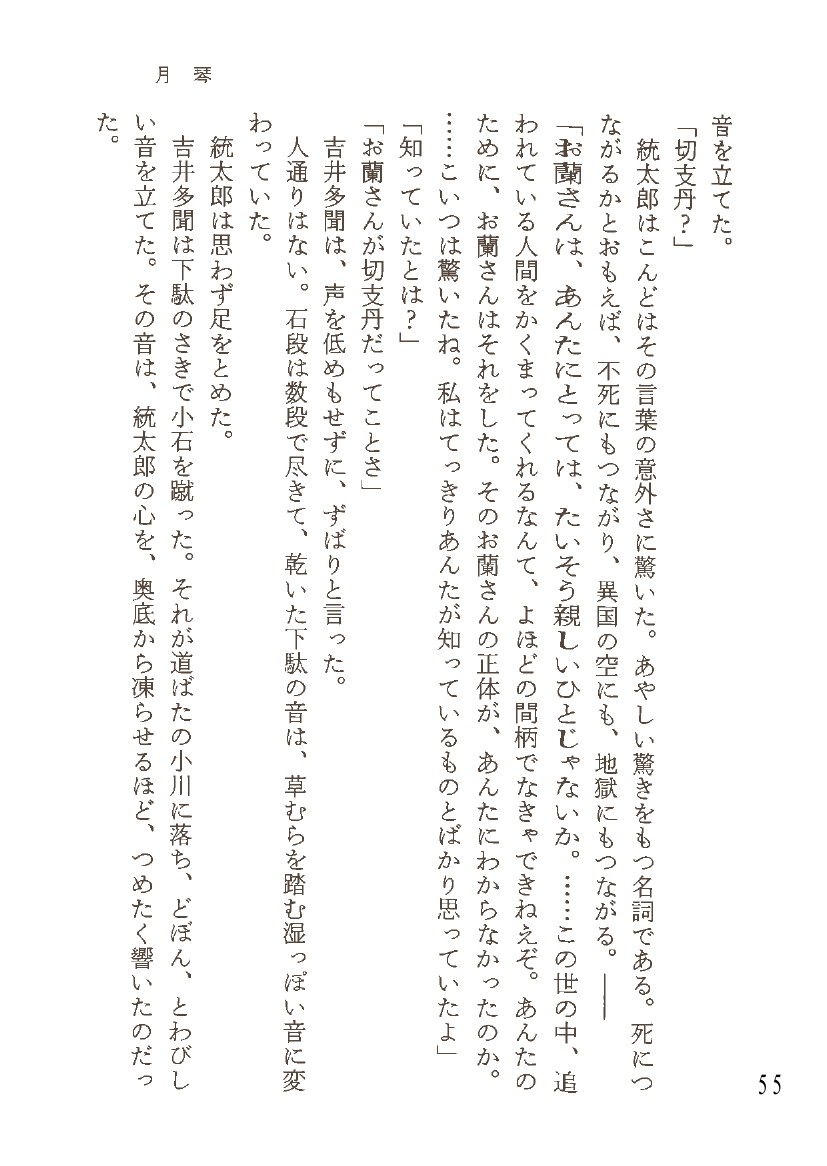 月琴
音を立てた。
「切支丹？」
統太郎はこんどはその言葉の意外さに驚いた。あやしい驚きをもつ名詞である。死につ
ながるかとおもえば、不死にもつながり、異国の空にも、地獄にもつながる。――
「お蘭さんは、あんたにとっては、たいそう親しいひとじゃないか。……この世の中、追
われている人間をかくまってくれるなんて、よほどの間柄でなきゃできねえぞ。あんたの
ために、お蘭さんはそれをした。そのお蘭さんの正体が、あんたにわからなかったのか。
……こいつは驚いたね。私はてっきりあんたが知っているものとばかり思っていたよ」
「知っていたとは？」
「お蘭さんが切支丹だってことさ」
吉井多聞は、声を低めもせずに、ずばりと言った。
人通りはない。石段は数段で尽きて、乾いた下駄の音は、草むらを踏む湿っぽい音に変
わっていた。
統太郎は思わず足をとめた。
吉井多聞は下駄のさきで小石を蹴った。それが道ばたの小川に落ち、どぼん、とわびし
い音を立てた。その音は、統太郎の心を、奥底から凍らせるほど、つめたく響いたのだっ
た。
55